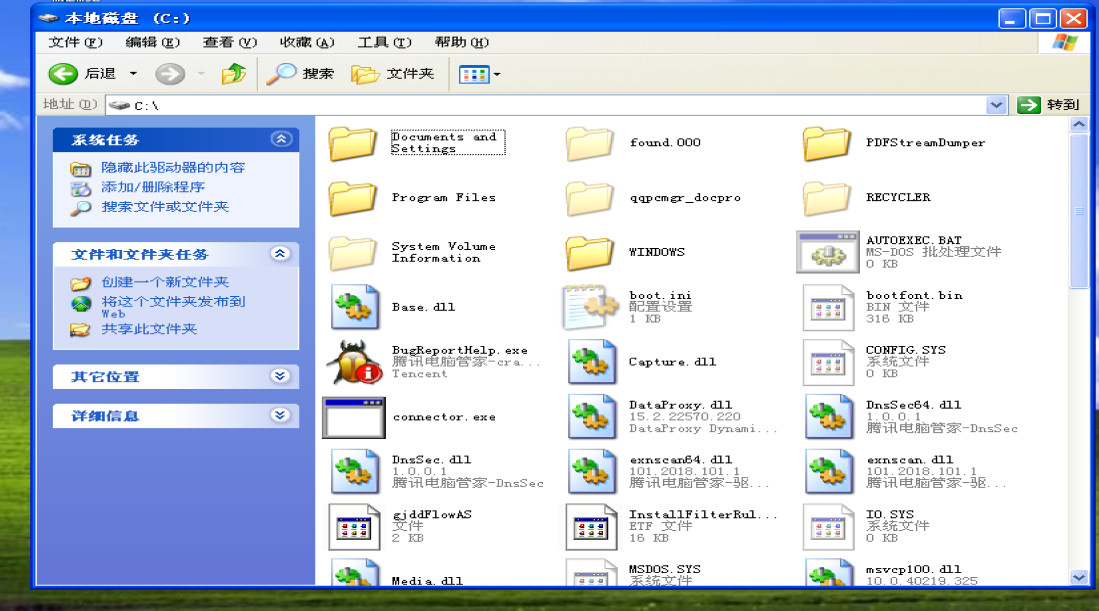 本地磁盘 (C:)
文件(F) 编辑(E) 查看(V) 收藏(A) 工具(T) 帮助(H)
后退 搜索 文件夹
地址(D) C:\ 转到
系统任务
隐藏此驱动器的内容
添加/删除程序
搜索文件或文件夹
文件和文件夹任务
创建一个新文件夹
将这个文件夹发布到
Web
共享此文件夹
其它位置
详细信息
Documents and
Settings
found.000
PDFStreamDumper
Program Files
qqpcmgr_docpro
RECYCLER
System Volume
Information
WINDOWS
AUTOEXEC.BAT
MS-DOS 批处理文件
0 KB
Base.dll
boot.ini
配置设置
1 KB
bootfont.bin
BIN 文件
316 KB
BugReportHelp.exe
腾讯电脑管家-cra...
Tencent
Capture.dll
CONFIG.SYS
系统文件
0 KB
connector.exe
DataProxy.dll
15.2.22570.220
DataProxy Dynami...
DnsSec64.dll
1.0.0.1
腾讯电脑管家-DnsSec
DnsSec.dll
1.0.0.1
腾讯电脑管家-DnsSec
exnscan64.dll
101.2018.101.1
腾讯电脑管家-驱...
exnscan.dll
101.2018.101.1
腾讯电脑管家-驱...
gjddFlowAS
文件
2 KB
InstallFilterRul...
ETF 文件
16 KB
IO.SYS
系统文件
0 KB
Media.dll
MSDOS.SYS
系统文件
msvcp100.dll
10.0.40219.325